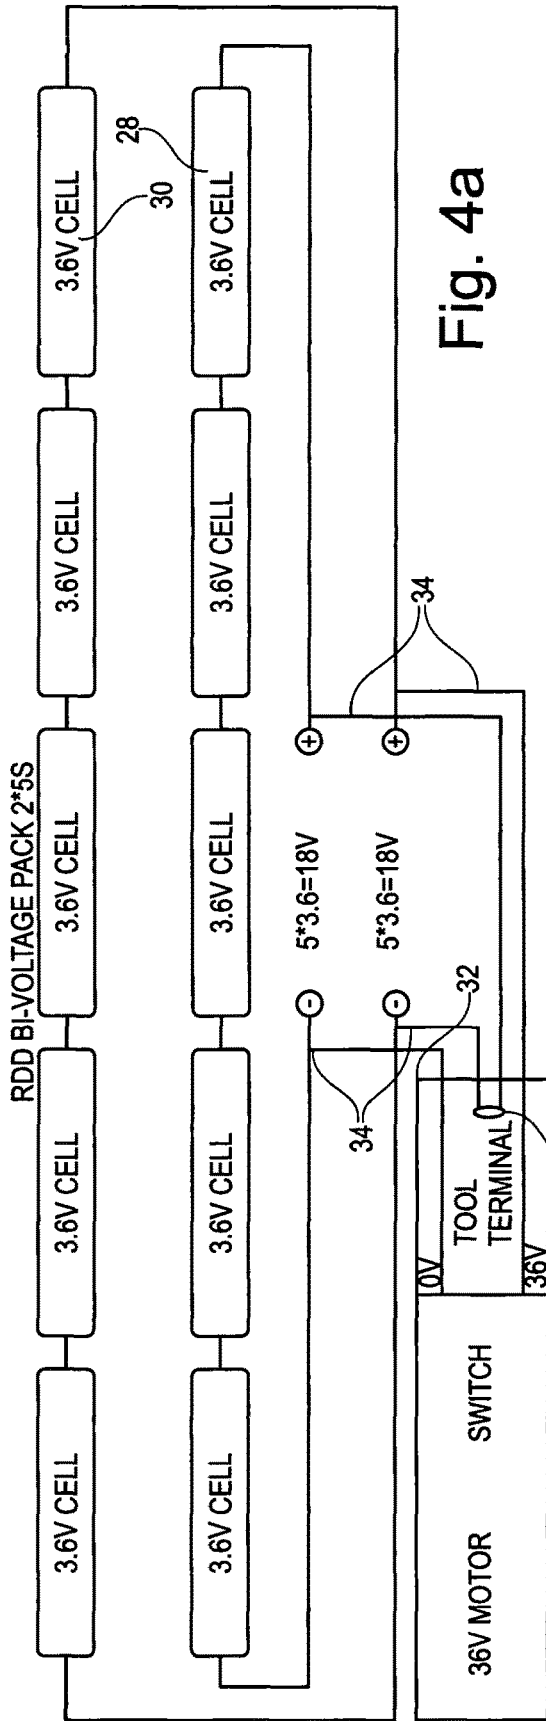 RDD BI-VOLTAGE PACK 2*5S
3.6V CELL
3.6V CELL
3.6V CELL
3.6V CELL
3.6V CELL
30
28
3.6V CELL
3.6V CELL
3.6V CELL
3.6V CELL
3.6V CELL
-
5*3.6=18V
+
-
5*3.6=18V
+
34
34
32
0V
36V MOTOR
SWITCH
TOOL
TERMINAL
36V
Fig. 4a